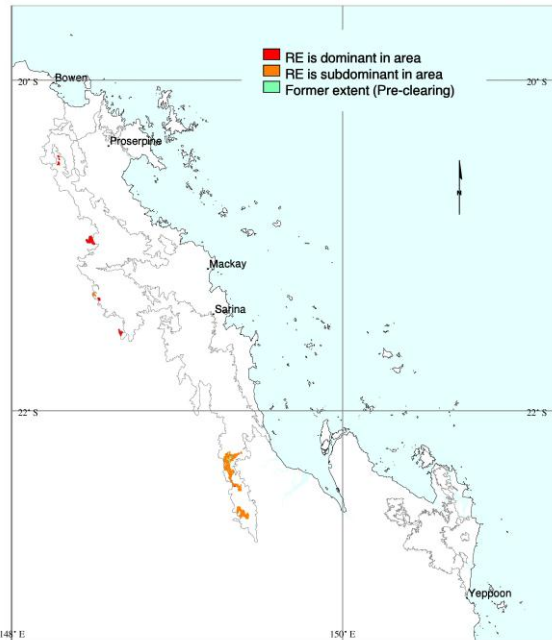 RE is dominant in area
RE is subdominant in area
Former extent (Pre-clearing)
20° S
20° S
Bowen
Proserpine
N
Mackay
Sarina
22° S
22° S
Yeppoon
148° E
150° E